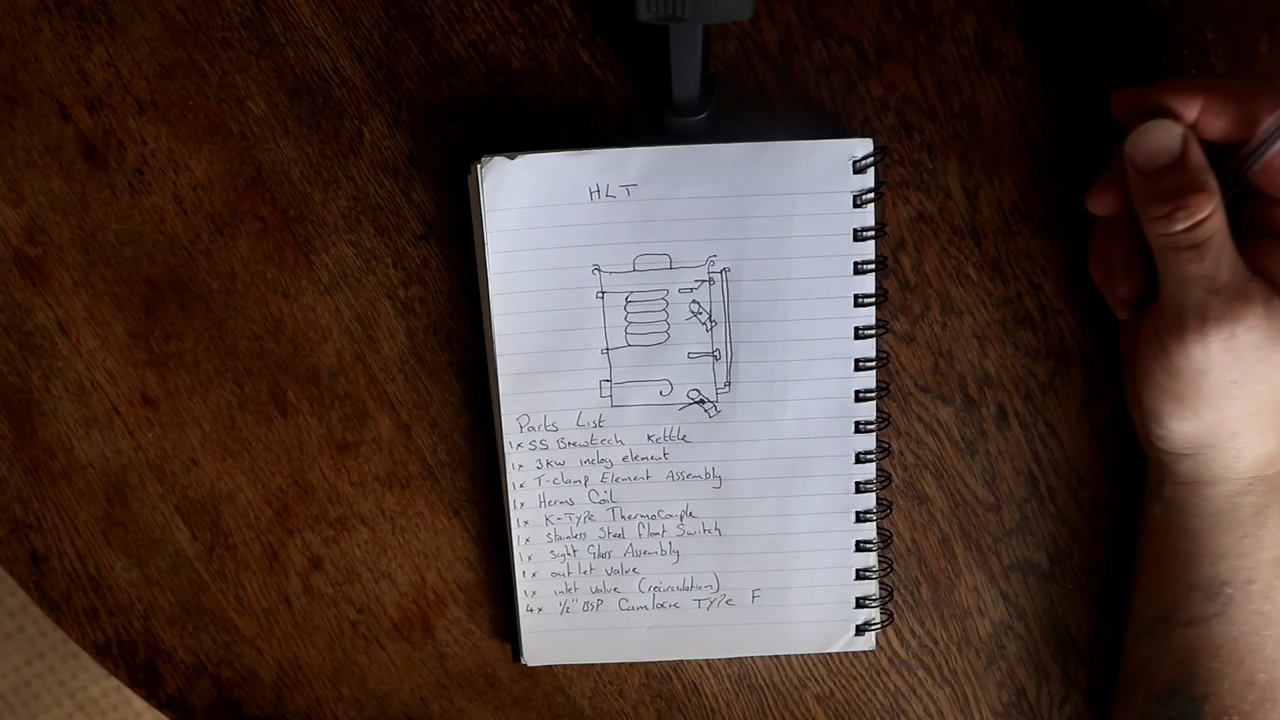 HLT
Parts List
1x SS Brewtech Kettle
1x 3kw incloy element
1x T-clamp Element Assembly
1x Herms Coil
1x K-Type ThermoCouple
1x Stainless Steel float Switch
1x Sight Glass Assembly
1x outlet valve
1x inlet valve (recirculation)
4x 1/2" BSP Camlock Type F